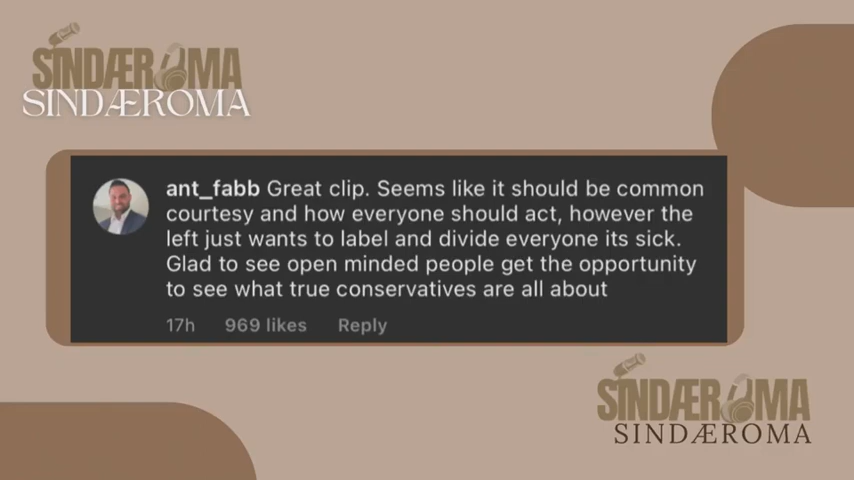 SINDÆROMA
SINDÆROMA
ant_fabb Great clip. Seems like it should be common
courtesy and how everyone should act, however the
left just wants to label and divide everyone its sick.
Glad to see open minded people get the opportunity
to see what true conservatives are all about
17h 969 likes Reply
SINDÆROMA
SINDÆROMA